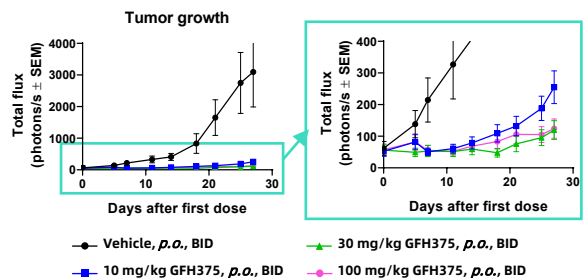 Tumor growth
Total flux
(photons/s ± SEM)
4000
3000
2000
1000
0
0
10
20
30
Days after first dose
Total flux
(photons/s ± SEM)
400
300
200
100
0
0
10
20
30
Days after first dose
Vehicle, p.o., BID
30 mg/kg GFH375, p.o., BID
10 mg/kg GFH375, p.o., BID
100 mg/kg GFH375, p.o., BID